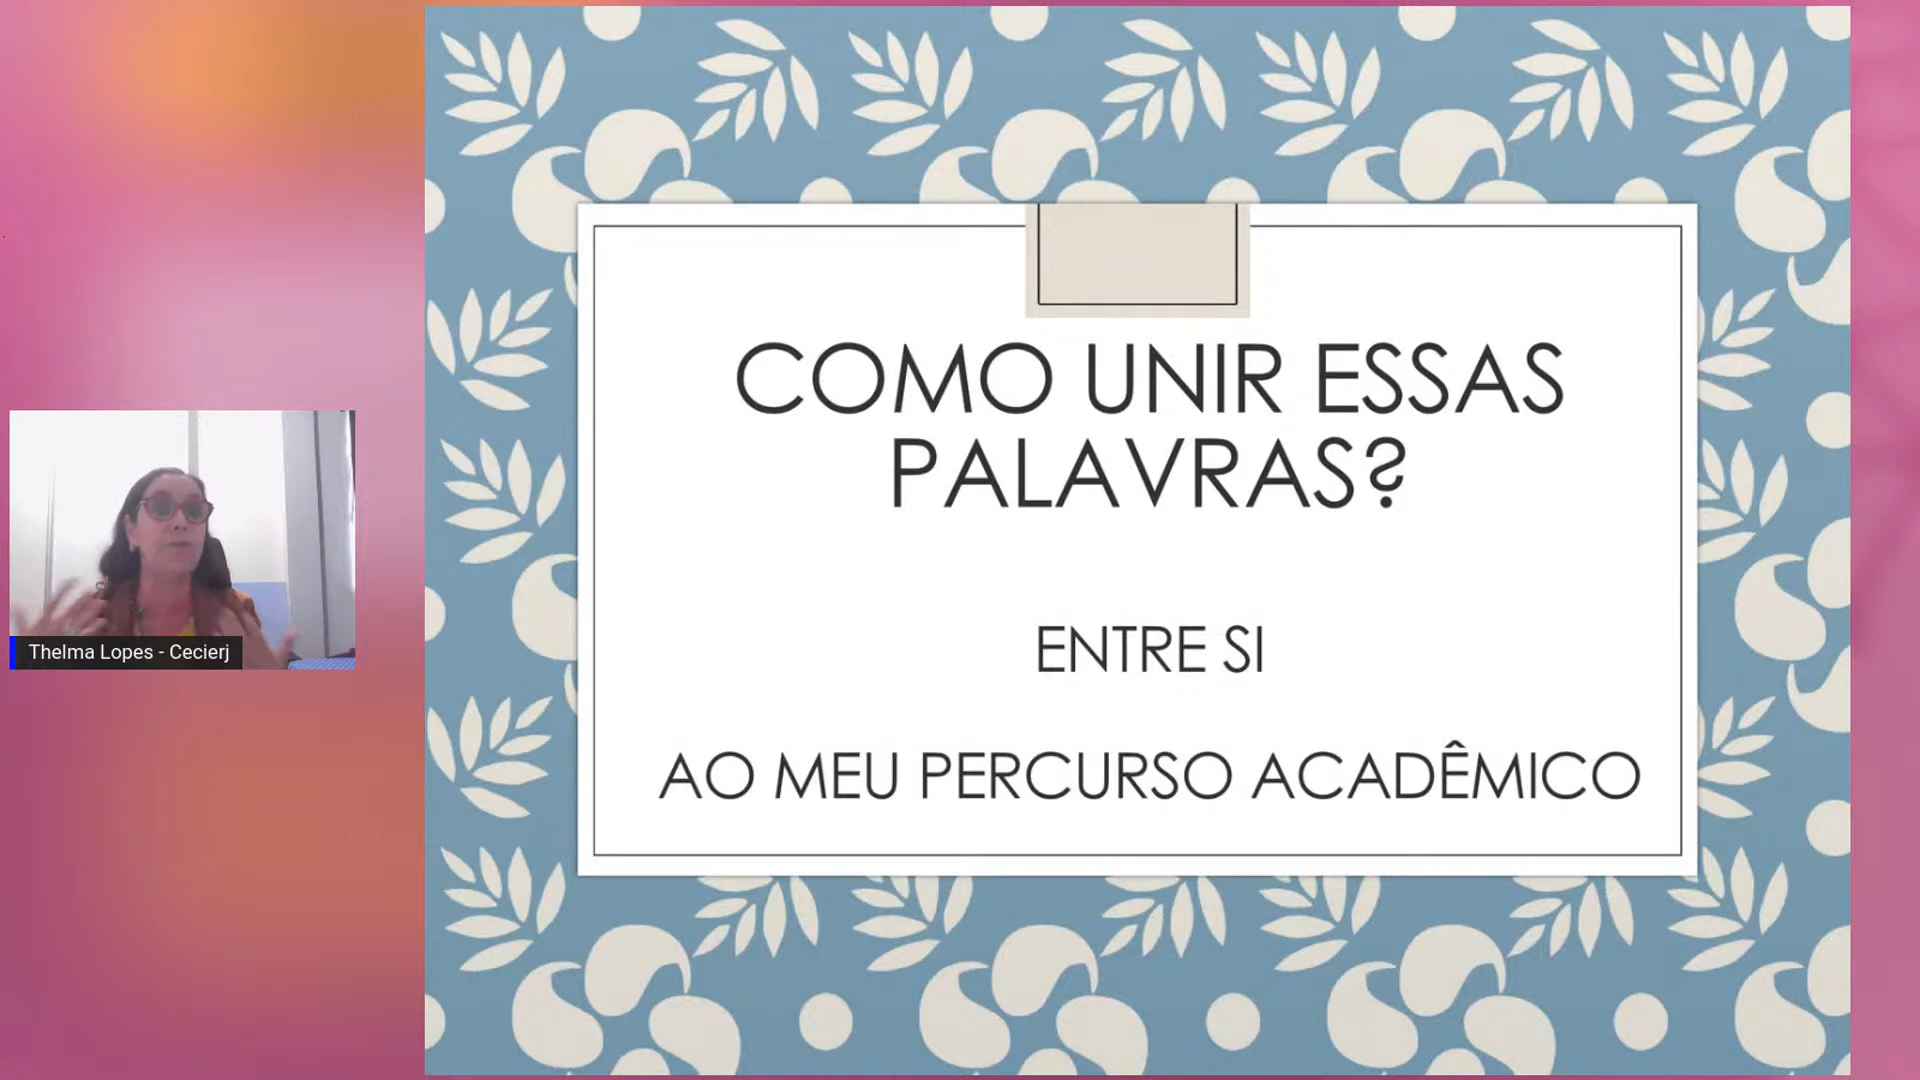 COMO UNIR ESSAS
PALAVRAS?
ENTRE SI
AO MEU PERCURSO ACADÊMICO
Thelma Lopes - Cecierj